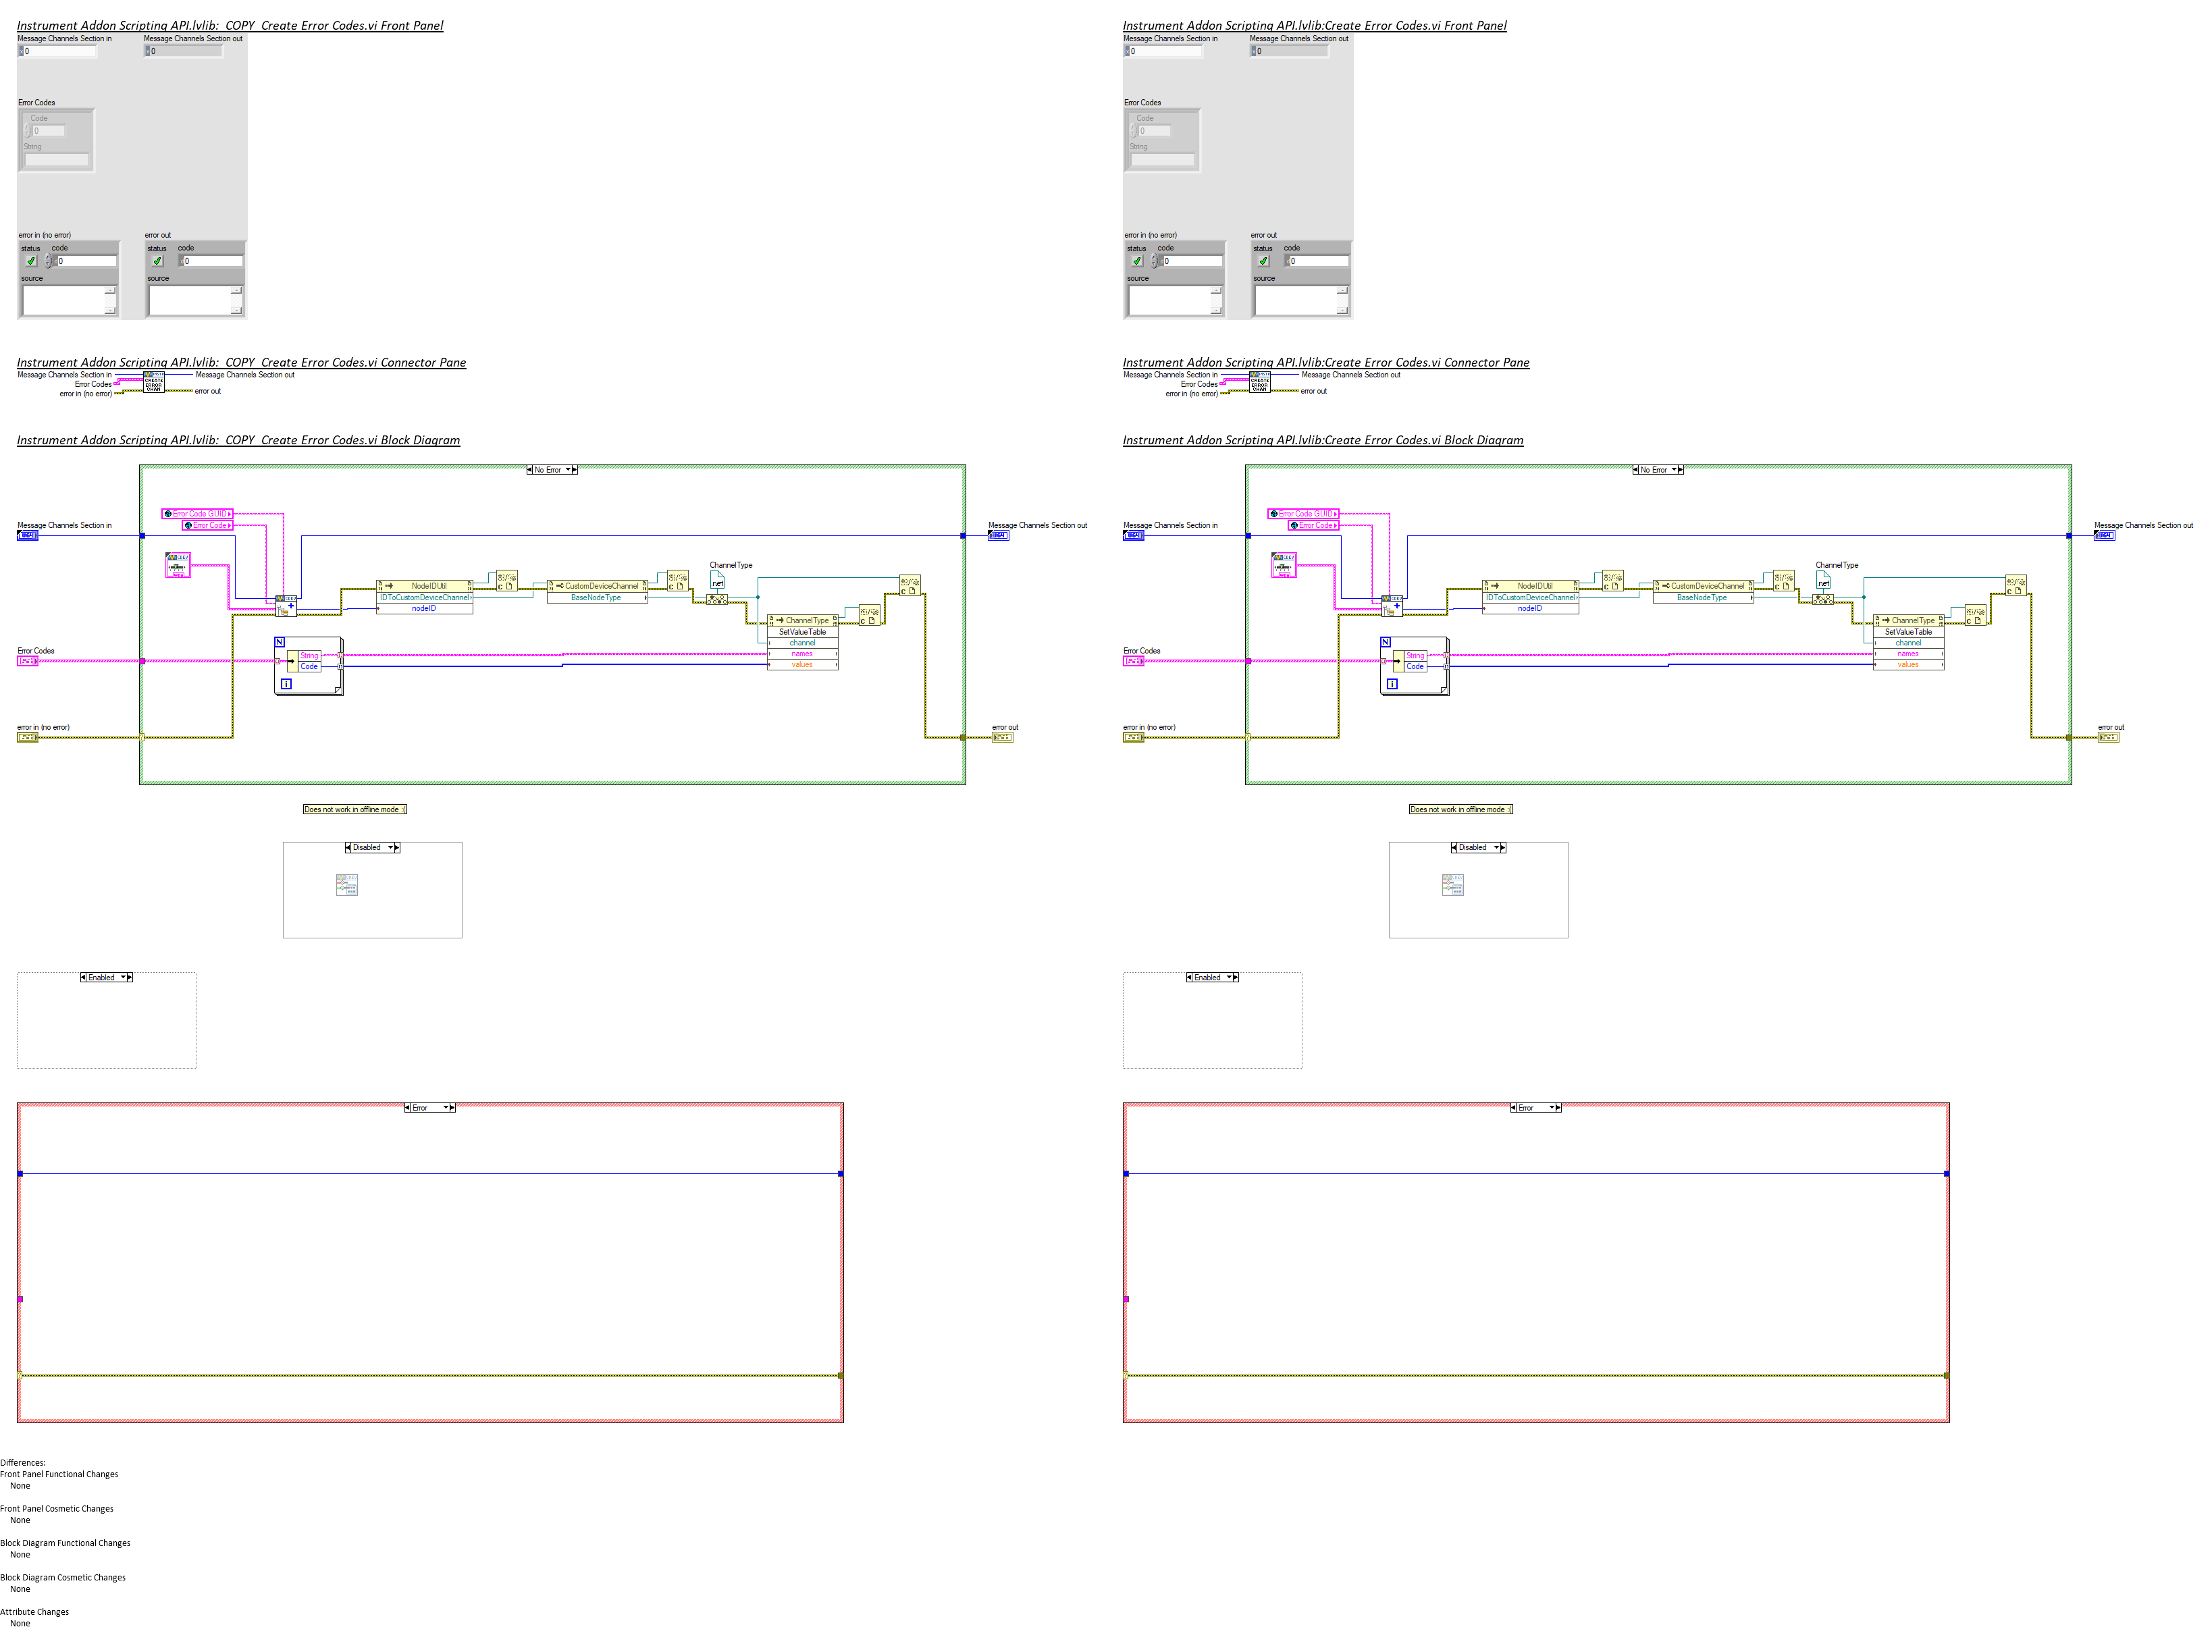 Instrument Addon Scripting API.lvlib:_COPY_Create Error Codes.vi Front Panel
Message Channels Section in
Message Channels Section out
0
0
Error Codes
Code
0
String
error in (no error)
error out
status code
status code
0
0
source
source
Instrument Addon Scripting API.lvlib:_COPY_Create Error Codes.vi Connector Pane
Message Channels Section in
Message Channels Section out
Error Codes
error in (no error)
error out
CREATE
ERROR
CHAN
Instrument Addon Scripting API.lvlib:_COPY_Create Error Codes.vi Block Diagram
No Error
Error Code GUID
Error Code
Message Channels Section in
Message Channels Section out
NodeIDUtil
IDToCustomDeviceChannel
nodeID
CustomDeviceChannel
BaseNodeType
ChannelType
.net
ChannelType
SetValueTable
channel
names
values
Error Codes
N
String
Code
i
error in (no error)
error out
Does not work in offline mode :(
Disabled
Enabled
Error
Instrument Addon Scripting API.lvlib:Create Error Codes.vi Front Panel
Message Channels Section in
Message Channels Section out
0
0
Error Codes
Code
0
String
error in (no error)
error out
status code
status code
0
0
source
source
Instrument Addon Scripting API.lvlib:Create Error Codes.vi Connector Pane
Message Channels Section in
Message Channels Section out
Error Codes
error in (no error)
error out
CREATE
ERROR
CHAN
Instrument Addon Scripting API.lvlib:Create Error Codes.vi Block Diagram
No Error
Error Code GUID
Error Code
Message Channels Section in
Message Channels Section out
NodeIDUtil
IDToCustomDeviceChannel
nodeID
CustomDeviceChannel
BaseNodeType
ChannelType
.net
ChannelType
SetValueTable
channel
names
values
Error Codes
N
String
Code
i
error in (no error)
error out
Does not work in offline mode :(
Disabled
Enabled
Error
Differences:
Front Panel Functional Changes
None
Front Panel Cosmetic Changes
None
Block Diagram Functional Changes
None
Block Diagram Cosmetic Changes
None
Attribute Changes
None